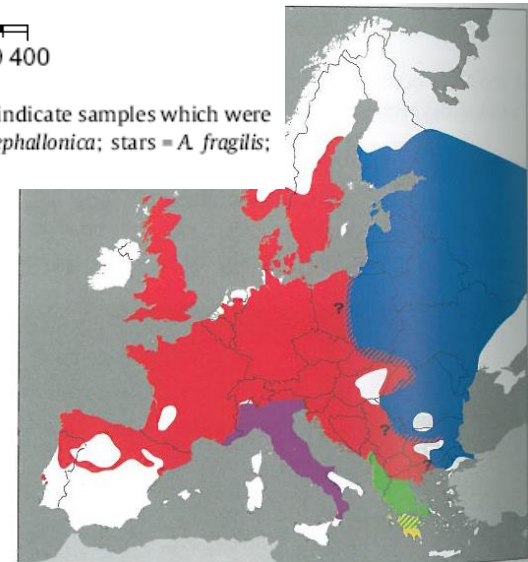 400
indicate samples which were
ephallonica; stars = A. fragilis;
?
?
?